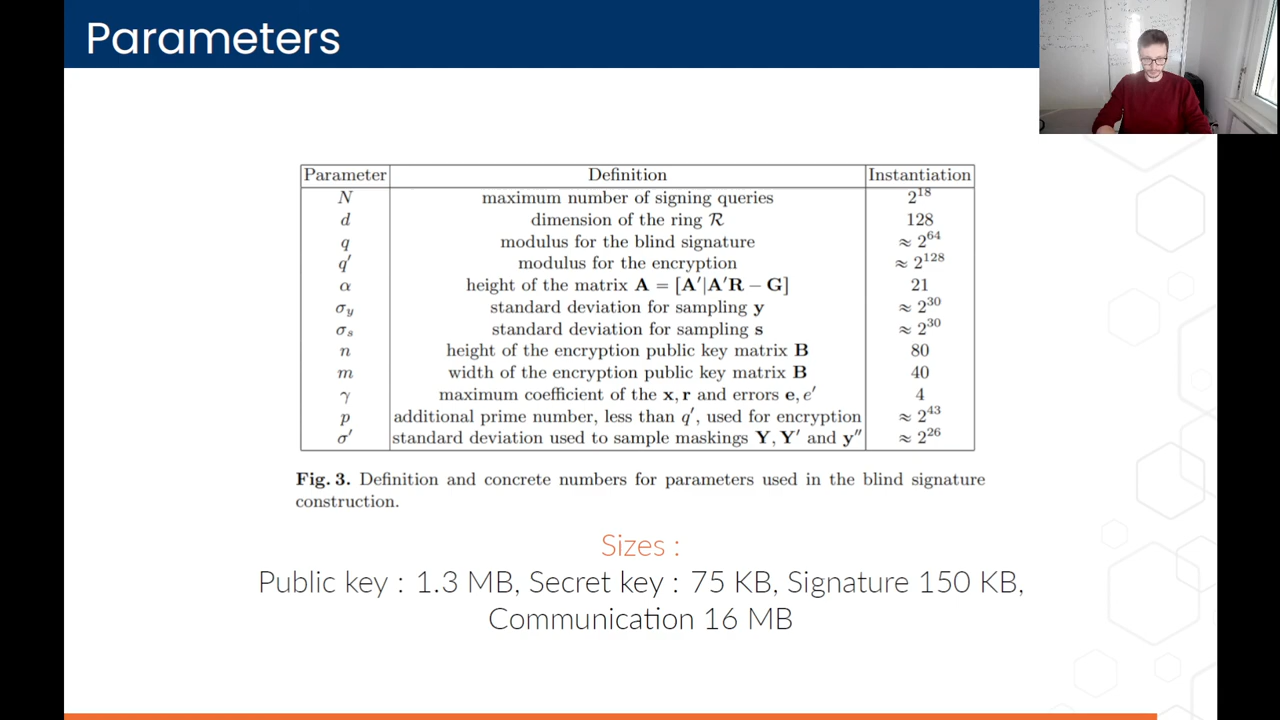 Parameters
Parameter Definition Instantiation
N maximum number of signing queries 2^18
d dimension of the ring ℛ 128
q modulus for the blind signature ≈ 2^64
q′ modulus for the encryption ≈ 2^128
α height of the matrix A = [A′|A′R − G] 21
σ_y standard deviation for sampling y ≈ 2^30
σ_s standard deviation for sampling s ≈ 2^30
n height of the encryption public key matrix B 80
m width of the encryption public key matrix B 40
γ maximum coefficient of the x, r and errors e, e′ 4
p additional prime number, less than q′, used for encryption ≈ 2^43
σ′ standard deviation used to sample maskings Y, Y′ and y″ ≈ 2^26
Fig. 3. Definition and concrete numbers for parameters used in the blind signature
construction.
Sizes :
Public key : 1.3 MB, Secret key : 75 KB, Signature 150 KB,
Communication 16 MB